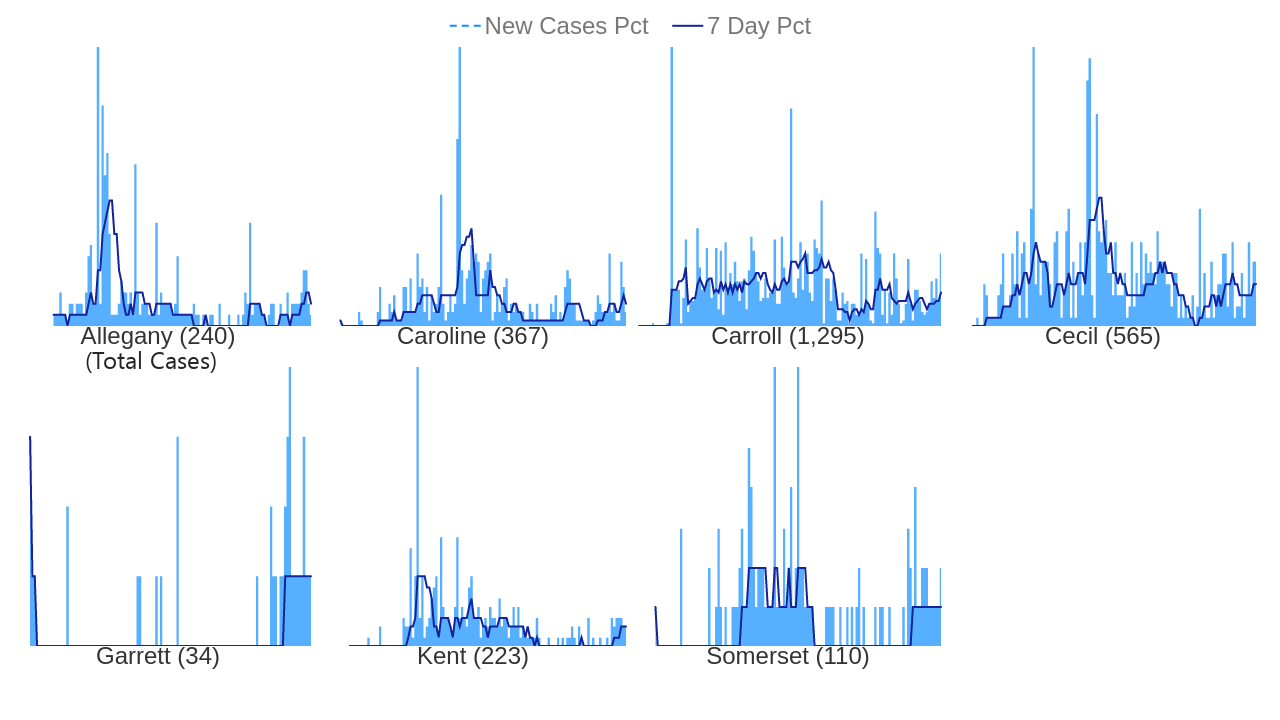 New Cases Pct 7 Day Pct
Allegany (240) Caroline (367) Carroll (1,295) Cecil (565)
(Total Cases)
Garrett (34) Kent (223) Somerset (110)